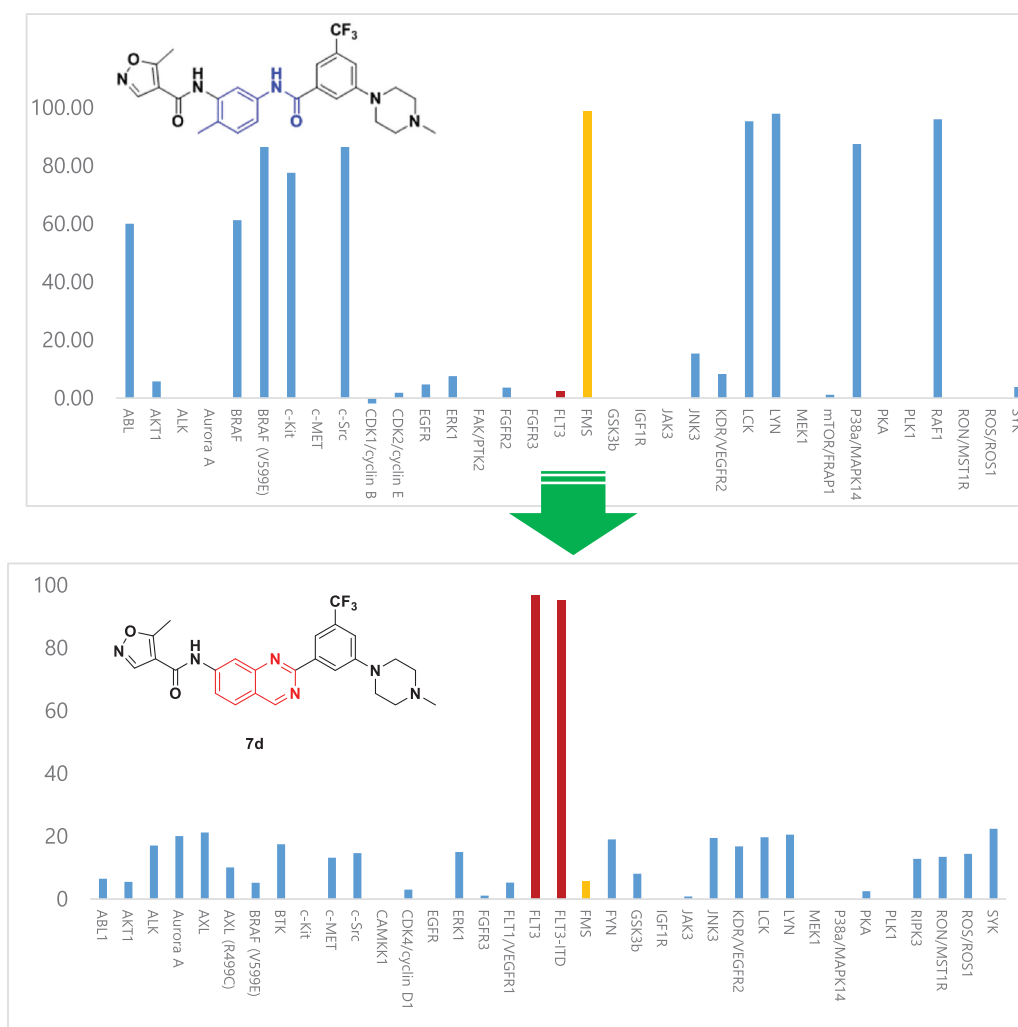 CF3
O
N
H
N
O
H
N
O
N
N
100.00
80.00
60.00
40.00
20.00
0.00
ABL
AKT1
ALK
Aurora A
BRAF
BRAF (V599E)
c-Kit
c-MET
c-Src
CDK1/cyclin B
CDK2/cyclin E
EGFR
ERK1
FAK/PTK2
FGFR2
FGFR3
FLT3
FMS
GSK3b
IGF1R
JAK3
JNK3
KDR/VEGFR2
LCK
LYN
MEK1
mTOR/FRAP1
P38a/MAPK14
PKA
PLK1
RAF1
RON/MST1R
ROS/ROS1
SYK
100
80
60
40
20
0
CF3
O
N
H
N
O
N
N
N
N
7d
ABL1
AKT1
ALK
Aurora A
AXL
AXL (R499C)
BRAF (V599E)
BTK
c-Kit
c-MET
c-Src
CAMKK1
CDK4/cyclin D1
EGFR
ERK1
FGFR3
FLT1/VEGFR1
FLT3
FLT3-ITD
FMS
FYN
GSK3b
IGF1R
JAK3
JNK3
KDR/VEGFR2
LCK
LYN
MEK1
P38a/MAPK14
PKA
PLK1
RIPK3
RON/MST1R
ROS/ROS1
SYK